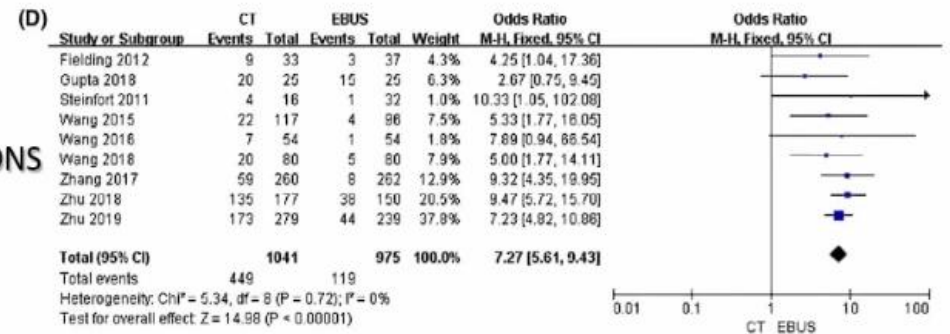 (D) CT EBUS Odds Ratio Odds Ratio
Study or Subgroup Events Total Events Total Weight M-H, Fixed, 95% CI M-H, Fixed, 95% CI
Fielding 2012 9 33 3 37 4.3% 4.25 [1.04, 17.36]
Gupta 2018 20 25 15 25 6.3% 2.67 [0.75, 9.45]
Steinfort 2011 4 16 1 32 1.0% 10.33 [1.05, 102.08]
Wang 2015 22 117 4 96 7.5% 5.33 [1.77, 16.05]
Wang 2016 7 54 1 54 1.8% 7.89 [0.94, 66.54]
ONS
Wang 2018 20 80 5 80 7.9% 5.00 [1.77, 14.11]
Zhang 2017 59 260 8 262 12.9% 9.32 [4.35, 19.95]
Zhu 2018 135 177 38 150 20.5% 9.47 [5.72, 15.70]
Zhu 2019 173 279 44 239 37.8% 7.23 [4.82, 10.86]
Total (95% CI) 1041 975 100.0% 7.27 [5.61, 9.43]
Total events 449 119
Heterogeneity: Chi² = 5.34, df = 8 (P = 0.72); I² = 0%
Test for overall effect: Z = 14.98 (P < 0.00001)
0.01 0.1 1 10 100
CT EBUS